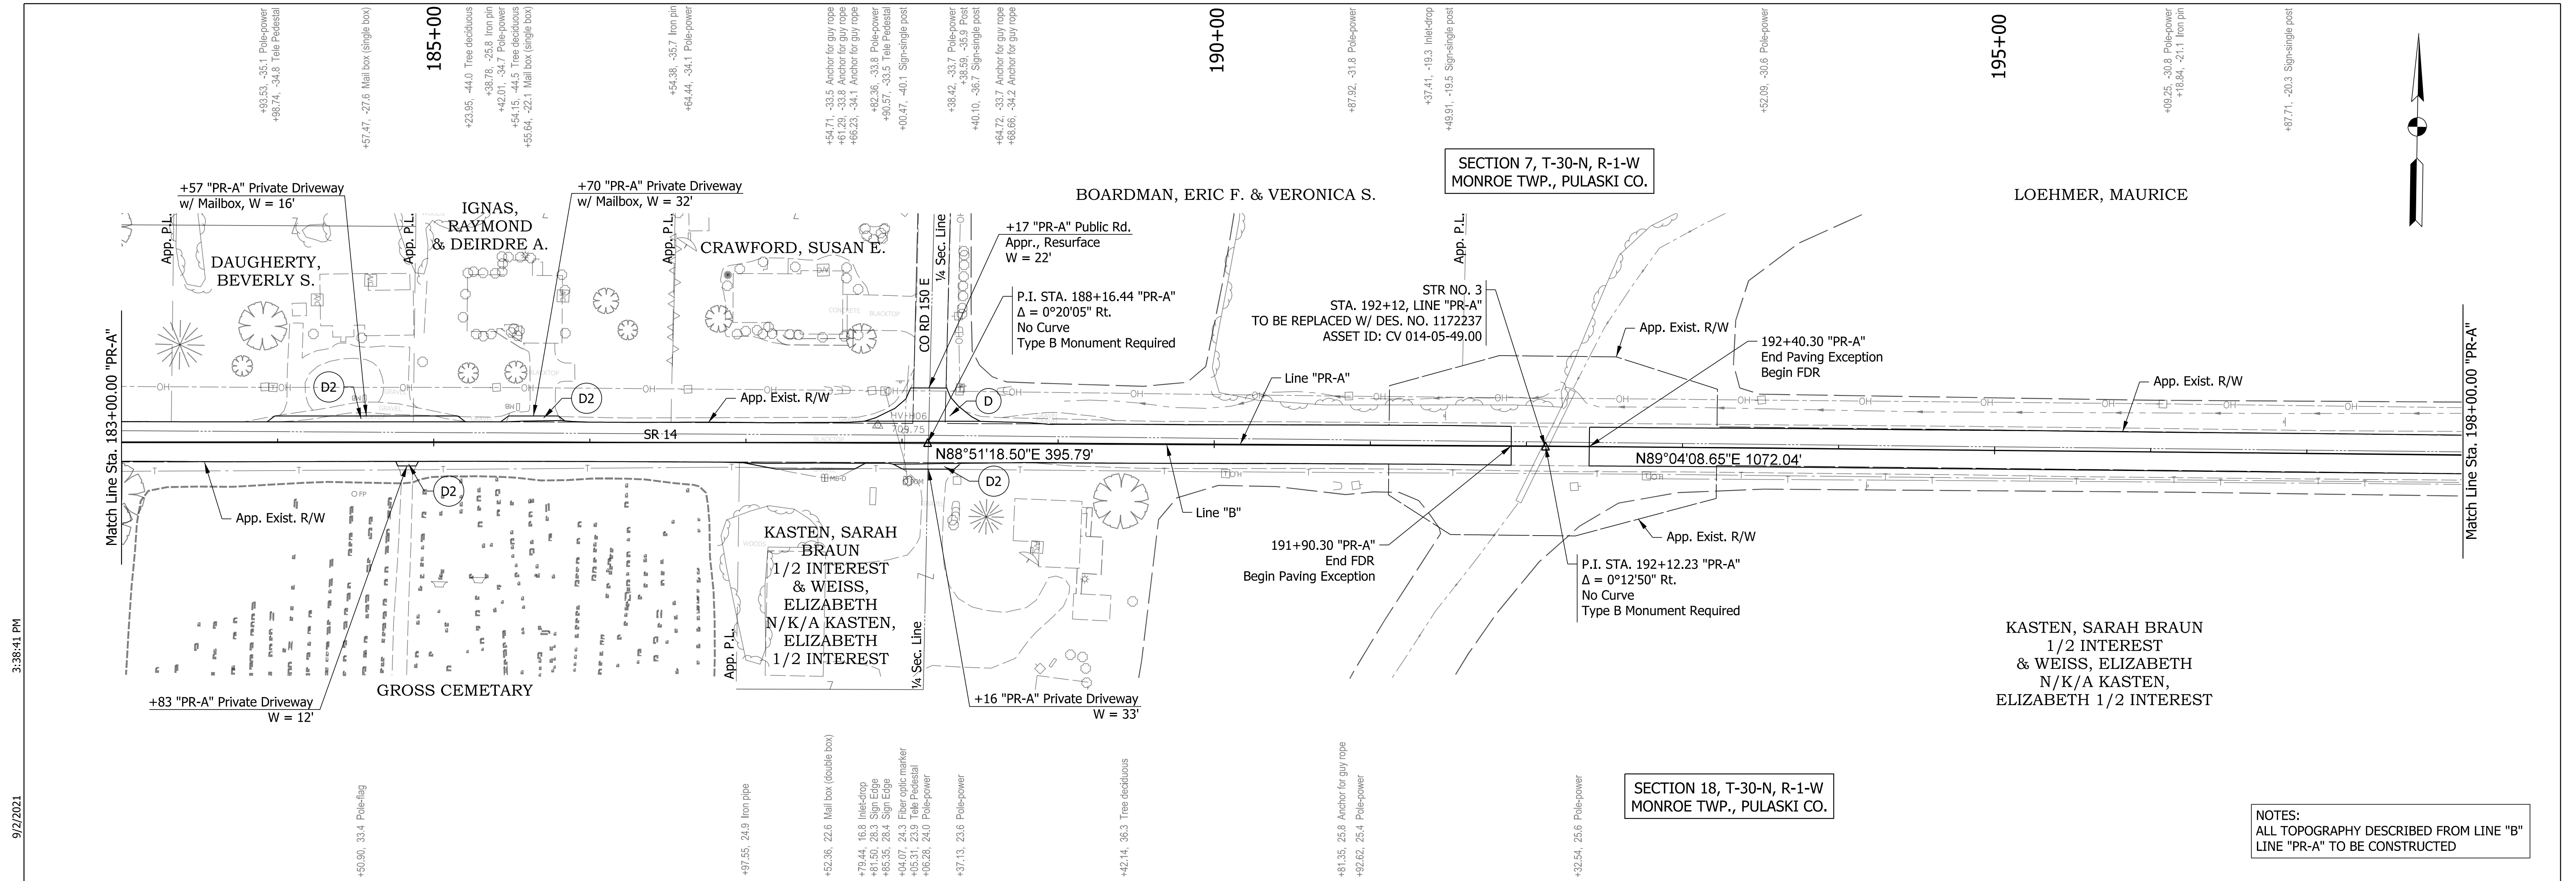 +93.53, -35.1 Pole-power
+98.74, -34.8 Tele Pedestal
+57.47, -27.6 Mail box (single box)
185+00
+23.95, -44.0 Tree deciduous
+38.78, -25.8 Iron pin
+42.01, -34.7 Pole-power
+54.15, -44.5 Tree deciduous
+55.64, -22.1 Mail box (single box)
+54.38, -35.7 Iron pin
+64.44, -34.1 Pole-power
+54.71, -33.5 Anchor for guy rope
+61.29, -33.8 Anchor for guy rope
+66.23, -34.1 Anchor for guy rope
+82.36, -33.8 Pole-power
+90.57, -33.5 Tele Pedestal
+00.47, -40.1 Sign-single post
+38.42, -33.7 Pole-power
+38.59, -35.9 Post
+40.10, -36.7 Sign-single post
+64.72, -33.7 Anchor for guy rope
+68.66, -34.2 Anchor for guy rope
190+00
+87.92, -31.8 Pole-power
+37.41, -19.3 Inlet-drop
+49.91, -19.5 Sign-single post
+52.09, -30.6 Pole-power
195+00
+09.25, -30.8 Pole-power
+18.84, -21.1 Iron pin
+87.71, -20.3 Sign-single post
SECTION 7, T-30-N, R-1-W
MONROE TWP., PULASKI CO.
+57 "PR-A" Private Driveway
w/ Mailbox, W = 16'
IGNAS,
RAYMOND
& DEIRDRE A.
+70 "PR-A" Private Driveway
w/ Mailbox, W = 32'
BOARDMAN, ERIC F. & VERONICA S.
LOEHMER, MAURICE
App. P.L.
App. P.L.
App. P.L.
App. P.L.
DAUGHERTY,
BEVERLY S.
CRAWFORD, SUSAN E.
CO RD 150 E
1/4 Sec. Line
+17 "PR-A" Public Rd.
Appr., Resurface
W = 22'
P.I. STA. 188+16.44 "PR-A"
Δ = 0°20'05" Rt.
No Curve
Type B Monument Required
STR NO. 3
STA. 192+12, LINE "PR-A"
TO BE REPLACED W/ DES. NO. 1172237
ASSET ID: CV 014-05-49.00
App. Exist. R/W
192+40.30 "PR-A"
End Paving Exception
Begin FDR
Match Line Sta. 183+00.00 "PR-A"
Match Line Sta. 198+00.00 "PR-A"
CONCRETE
BLACKTOP
D2
D2
D
App. Exist. R/W
Line "PR-A"
App. Exist. R/W
GRAVEL
BLACKTOP
OH
OH
OH
OH
OH
OH
OH
OH
OH
OH
OH
OH
OH
OH
HV-H06
709.75
SR 14
BLACKTOP
N88°51'18.50"E 395.79'
N89°04'08.65"E 1072.04'
D2
D2
FP
MB-D
App. Exist. R/W
Line "B"
App. Exist. R/W
WOODS
KASTEN, SARAH
BRAUN
1/2 INTEREST
& WEISS,
ELIZABETH
N/K/A KASTEN,
ELIZABETH
1/2 INTEREST
191+90.30 "PR-A"
End FDR
Begin Paving Exception
P.I. STA. 192+12.23 "PR-A"
Δ = 0°12'50" Rt.
No Curve
Type B Monument Required
App. P.L.
1/4 Sec. Line
KASTEN, SARAH BRAUN
1/2 INTEREST
& WEISS, ELIZABETH
N/K/A KASTEN,
ELIZABETH 1/2 INTEREST
GROSS CEMETARY
+83 "PR-A" Private Driveway
W = 12'
+16 "PR-A" Private Driveway
W = 33'
+50.90, 33.4 Pole-flag
+97.55, 24.9 Iron pipe
+52.36, 22.6 Mail box (double box)
+79.44, 16.8 Inlet-drop
+81.50, 28.3 Sign Edge
+85.35, 28.4 Sign Edge
+04.07, 24.3 Fiber optic marker
+05.31, 23.9 Tele Pedestal
+06.28, 24.0 Pole-power
+37.13, 23.6 Pole-power
+42.14, 36.3 Tree deciduous
+81.35, 25.8 Anchor for guy rope
+92.62, 25.4 Pole-power
+32.54, 25.6 Pole-power
SECTION 18, T-30-N, R-1-W
MONROE TWP., PULASKI CO.
NOTES:
ALL TOPOGRAPHY DESCRIBED FROM LINE "B"
LINE "PR-A" TO BE CONSTRUCTED
3:38:41 PM
9/2/2021